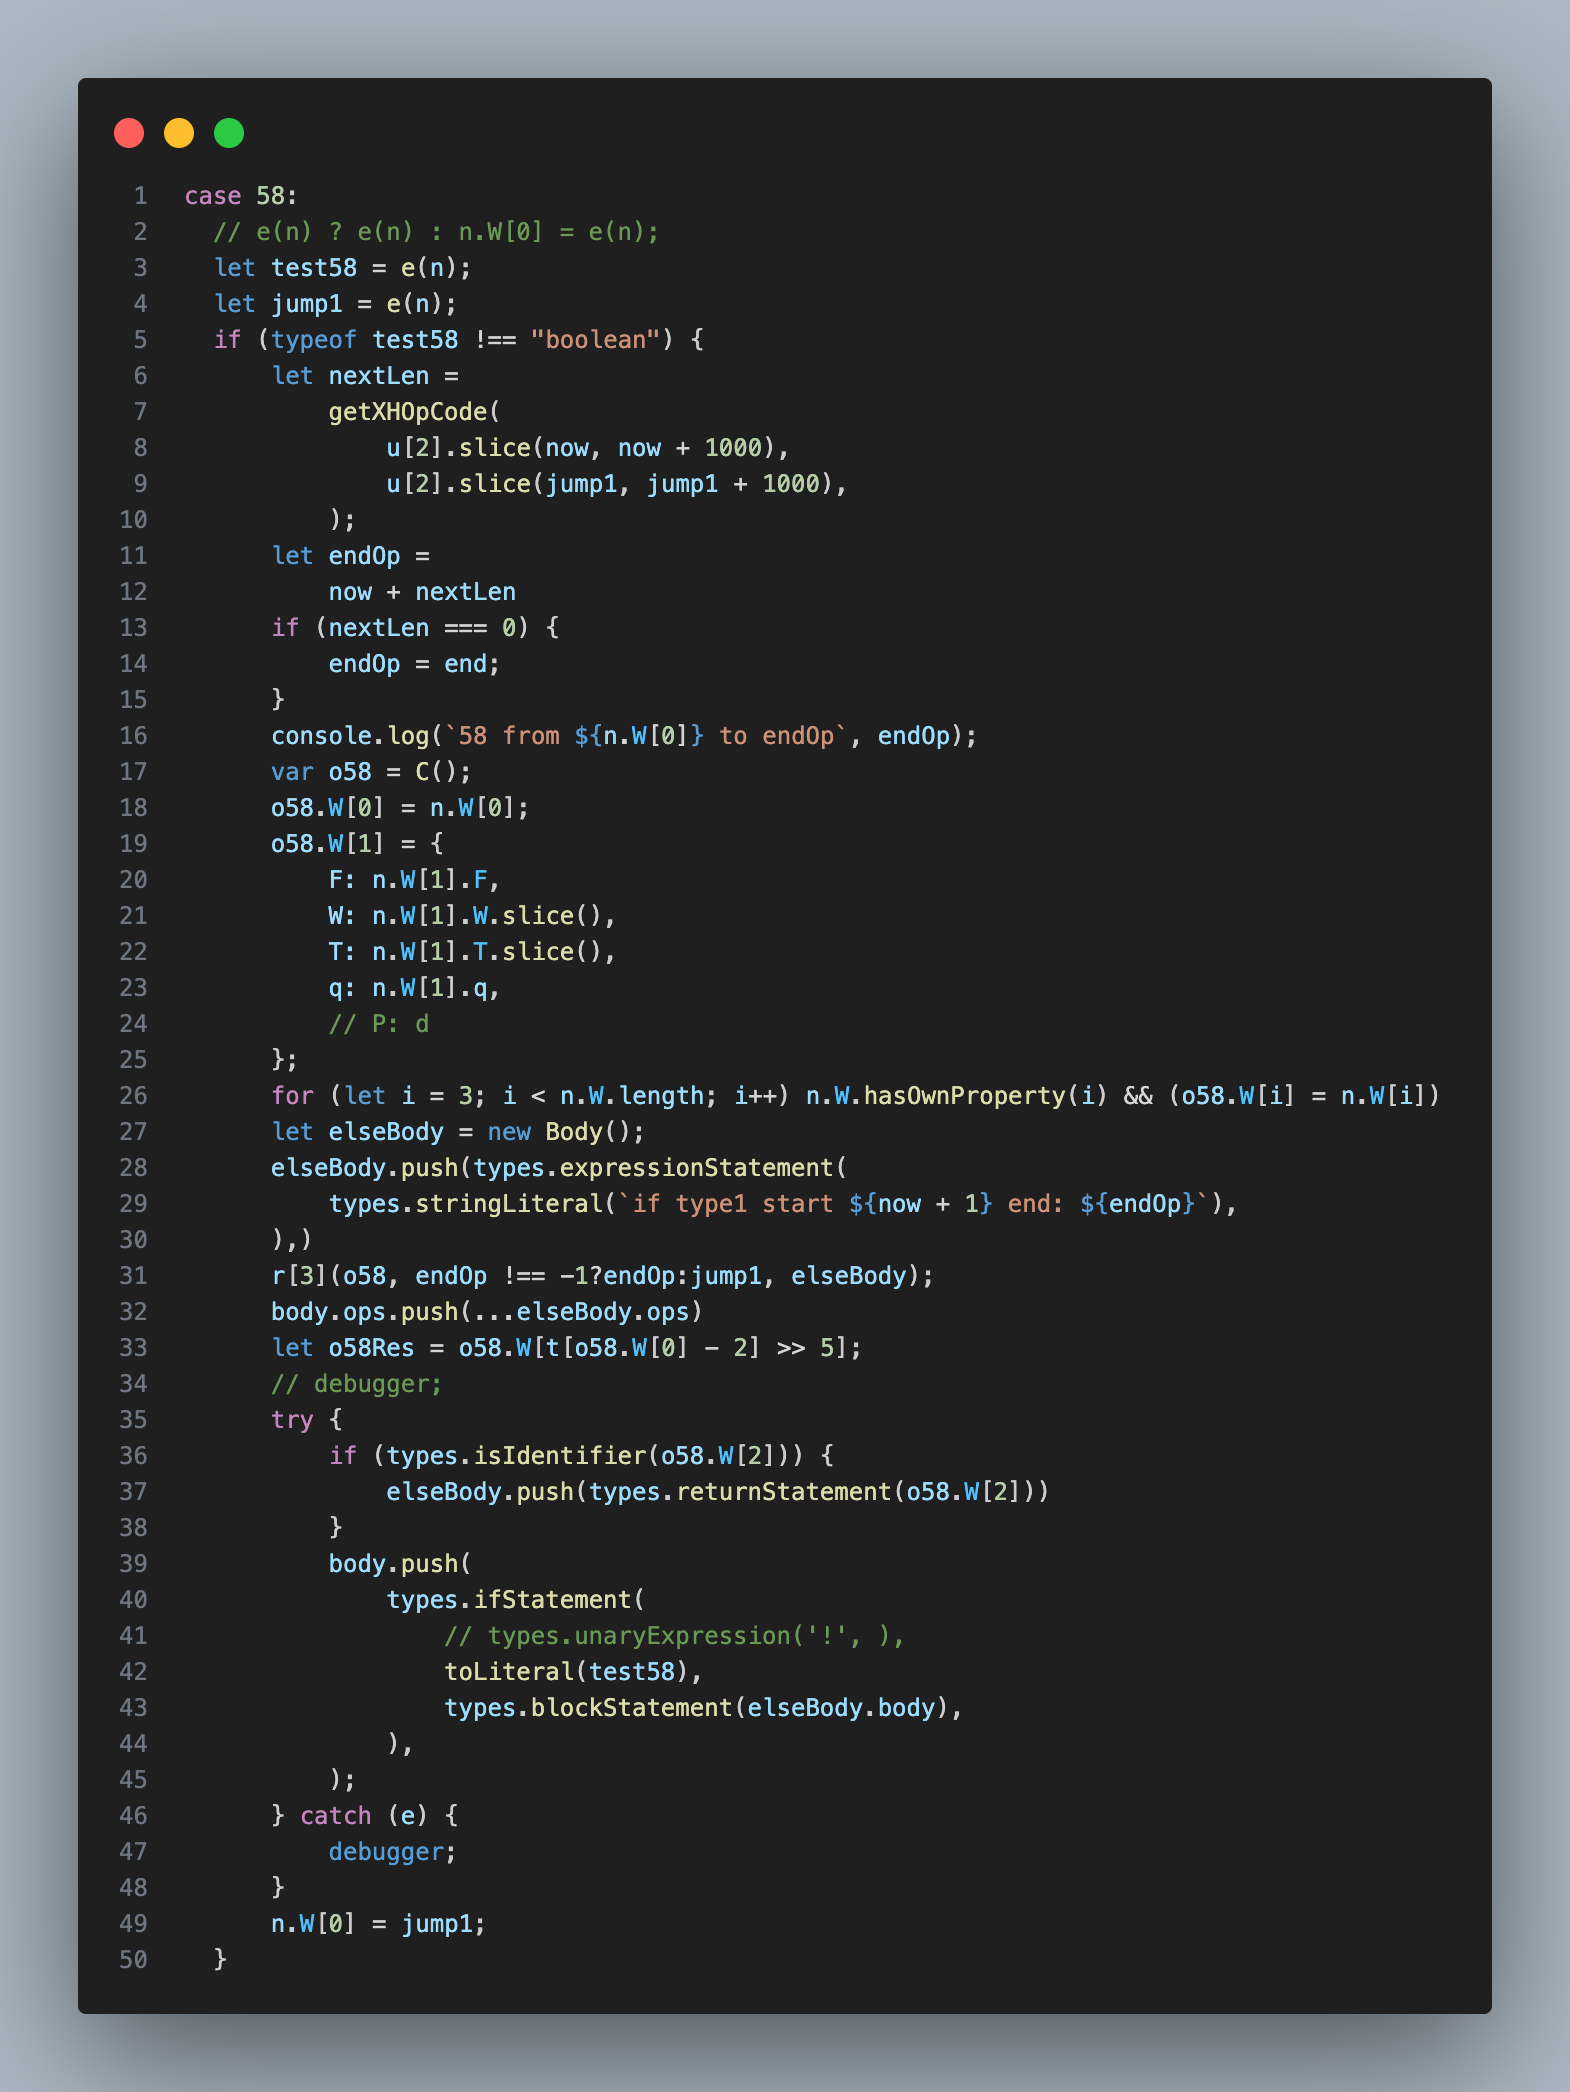 1 case 58:
2 // e(n) ? e(n) : n.W[0] = e(n);
3 let test58 = e(n);
4 let jump1 = e(n);
5 if (typeof test58 !== "boolean") {
6 let nextLen =
7 getXHOpCode(
8 u[2].slice(now, now + 1000),
9 u[2].slice(jump1, jump1 + 1000),
10 );
11 let endOp =
12 now + nextLen
13 if (nextLen === 0) {
14 endOp = end;
15 }
16 console.log(`58 from ${n.W[0]} to endOp`, endOp);
17 var o58 = C();
18 o58.W[0] = n.W[0];
19 o58.W[1] = {
20 F: n.W[1].F,
21 W: n.W[1].W.slice(),
22 T: n.W[1].T.slice(),
23 q: n.W[1].q,
24 // P: d
25 };
26 for (let i = 3; i < n.W.length; i++) n.W.hasOwnProperty(i) && (o58.W[i] = n.W[i])
27 let elseBody = new Body();
28 elseBody.push(types.expressionStatement(
29 types.stringLiteral(`if type1 start ${now + 1} end: ${endOp}`),
30 ),)
31 r[3](o58, endOp !== -1?endOp:jump1, elseBody);
32 body.ops.push(...elseBody.ops)
33 let o58Res = o58.W[t[o58.W[0] - 2] >> 5];
34 // debugger;
35 try {
36 if (types.isIdentifier(o58.W[2])) {
37 elseBody.push(types.returnStatement(o58.W[2]))
38 }
39 body.push(
40 types.ifStatement(
41 // types.unaryExpression('!', ),
42 toLiteral(test58),
43 types.blockStatement(elseBody.body),
44 ),
45 );
46 } catch (e) {
47 debugger;
48 }
49 n.W[0] = jump1;
50 }